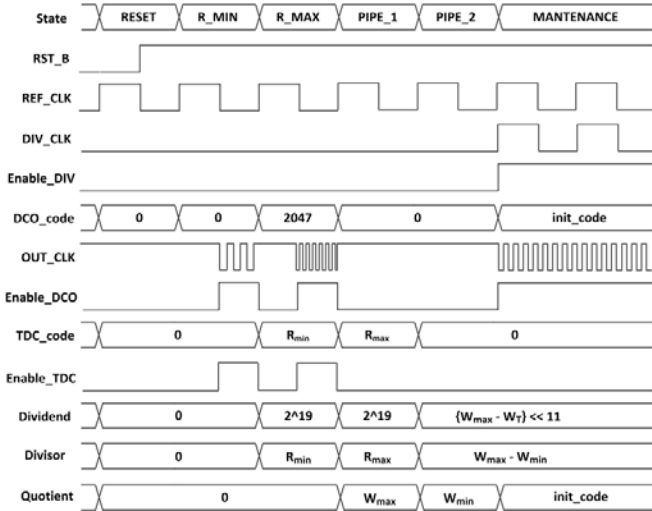 State RESET R_MIN R_MAX PIPE_1 PIPE_2 MANTENANCE
RST_B
REF_CLK
DIV_CLK
Enable_DIV
DCO_code 0 0 2047 0 init_code
OUT_CLK
Enable_DCO
TDC_code 0 Rmin Rmax 0
Enable_TDC
Dividend 0 2^19 2^19 {Wmax - WT} << 11
Divisor 0 Rmin Rmax Wmax - Wmin
Quotient 0 Wmax Wmin init_code